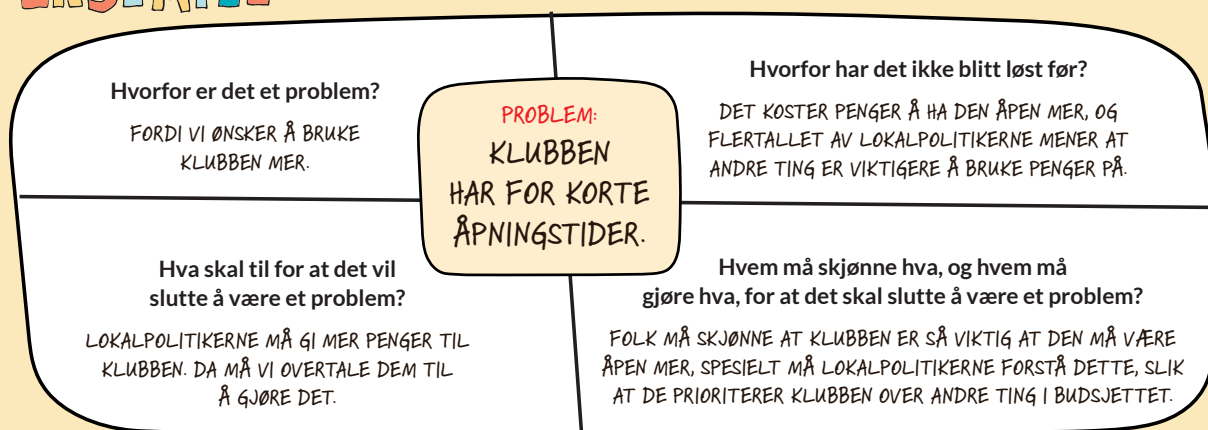 Hvorfor er det et problem?
FORDI VI ØNSKER Å BRUKE
KLUBBEN MER.
PROBLEM:
KLUBBEN
HAR FOR KORTE
ÅPNINGSTIDER.
Hvorfor har det ikke blitt løst før?
DET KOSTER PENGER Å HA DEN ÅPEN MER, OG
FLERTALLET AV LOKALPOLITIKERNE MENER AT
ANDRE TING ER VIKTIGERE Å BRUKE PENGER PÅ.
Hva skal til for at det vil
slutte å være et problem?
LOKALPOLITIKERNE MÅ GI MER PENGER TIL
KLUBBEN. DA MÅ VI OVERTALE DEM TIL
Å GJØRE DET.
Hvem må skjønne hva, og hvem må
gjøre hva, for at det skal slutte å være et problem?
FOLK MÅ SKJØNNE AT KLUBBEN ER SÅ VIKTIG AT DEN MÅ VÆRE
ÅPEN MER, SPESIELT MÅ LOKALPOLITIKERNE FORSTÅ DETTE, SLIK
AT DE PRIORITERER KLUBBEN OVER ANDRE TING I BUDSJETTET.